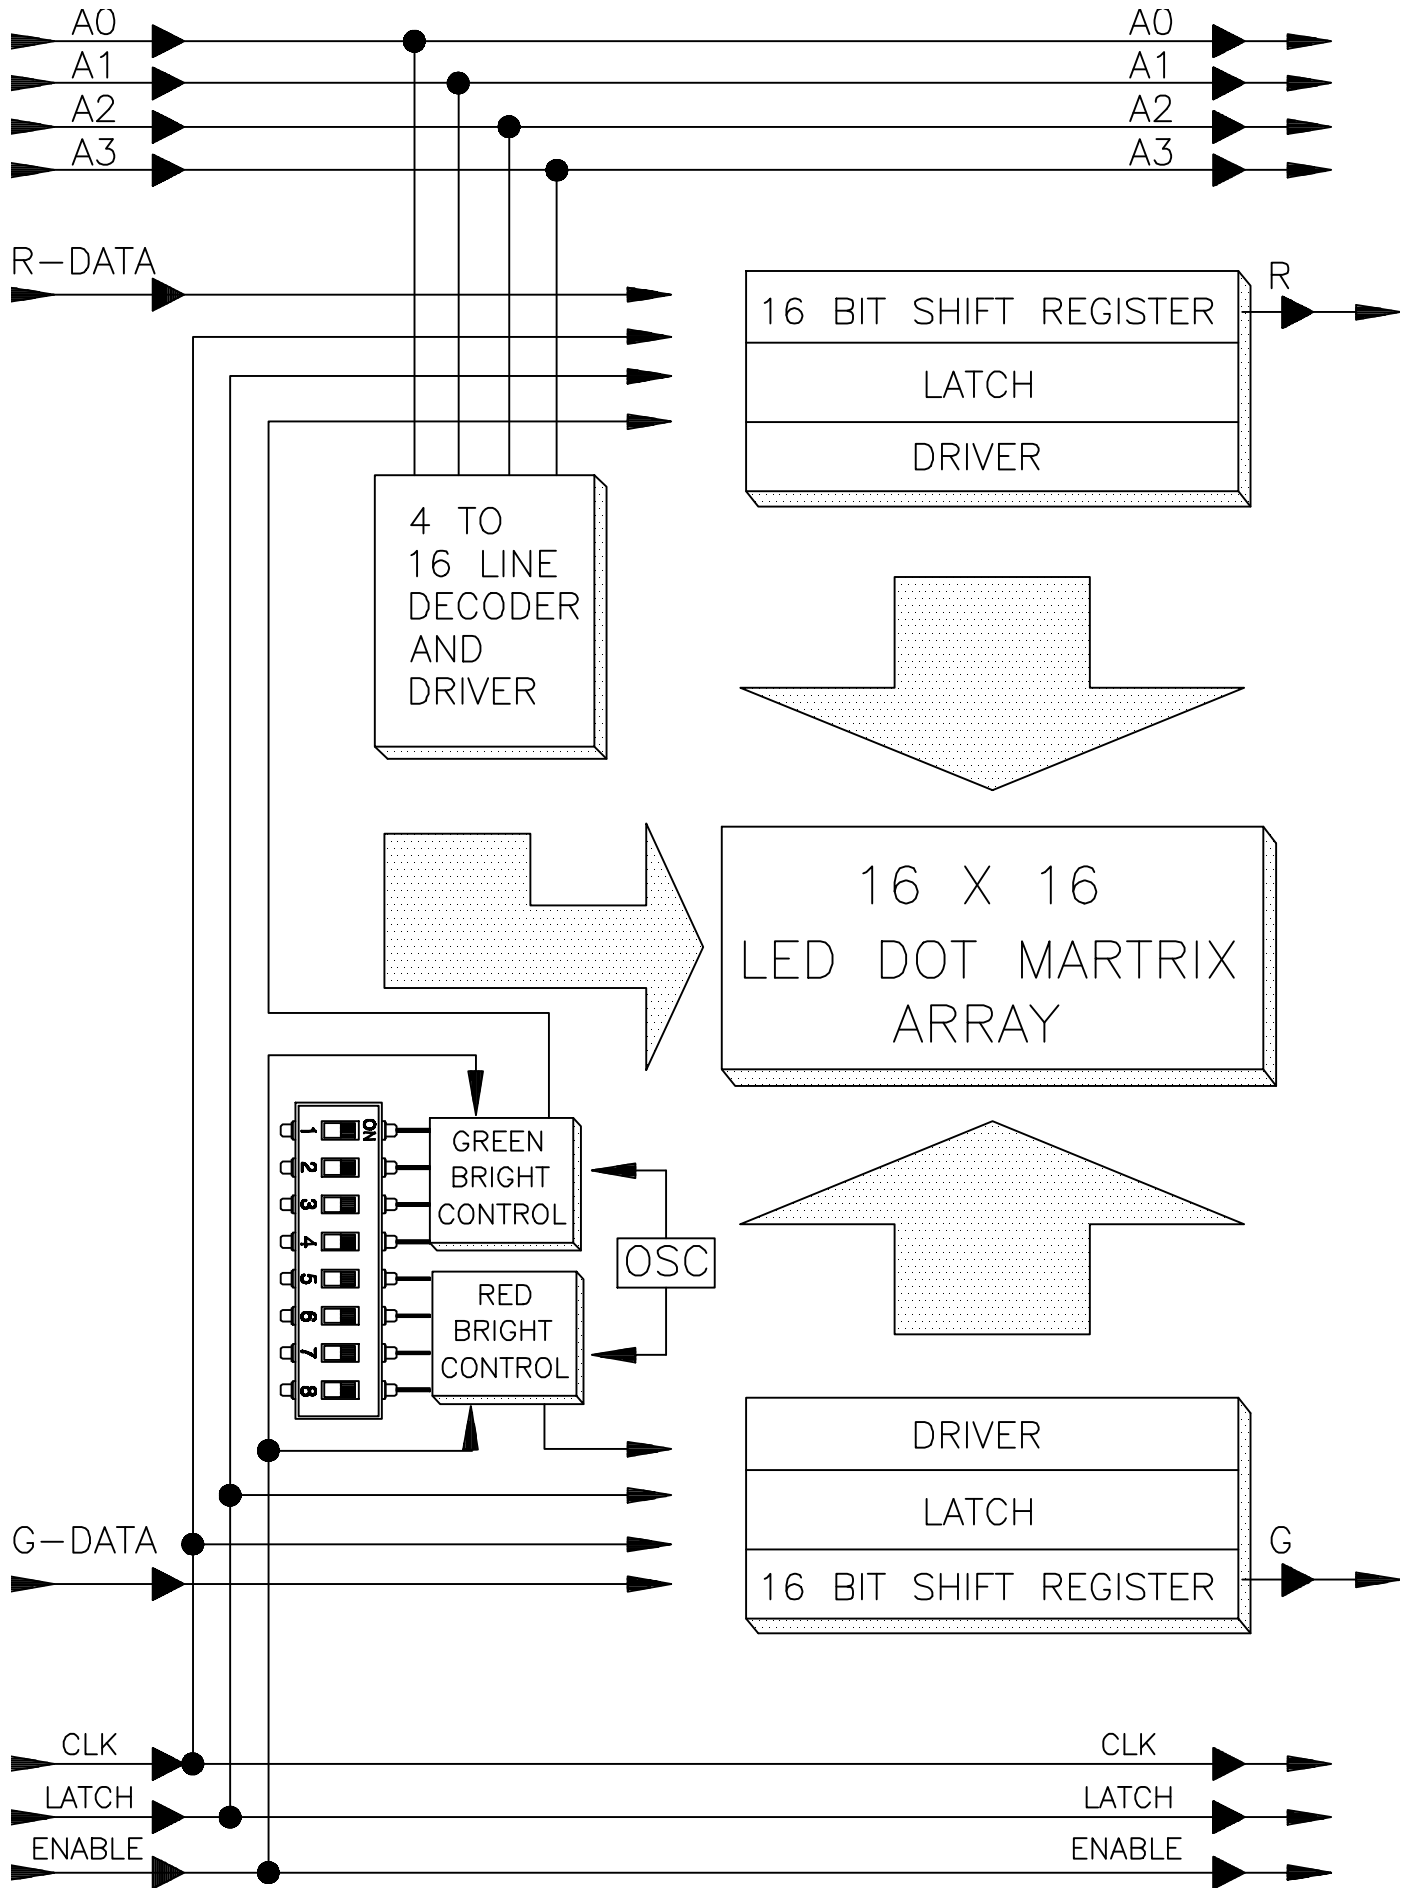 A0 A0
A1 A1
A2 A2
A3 A3
R-DATA
R
16 BIT SHIFT REGISTER
LATCH
DRIVER
4 TO
16 LINE
DECODER
AND
DRIVER
16 X 16
LED DOT MARTRIX
ARRAY
ON
1
2
3
4
5
6
7
8
GREEN
BRIGHT
CONTROL
OSC
RED
BRIGHT
CONTROL
DRIVER
LATCH
16 BIT SHIFT REGISTER
G-DATA
G
CLK CLK
LATCH LATCH
ENABLE ENABLE